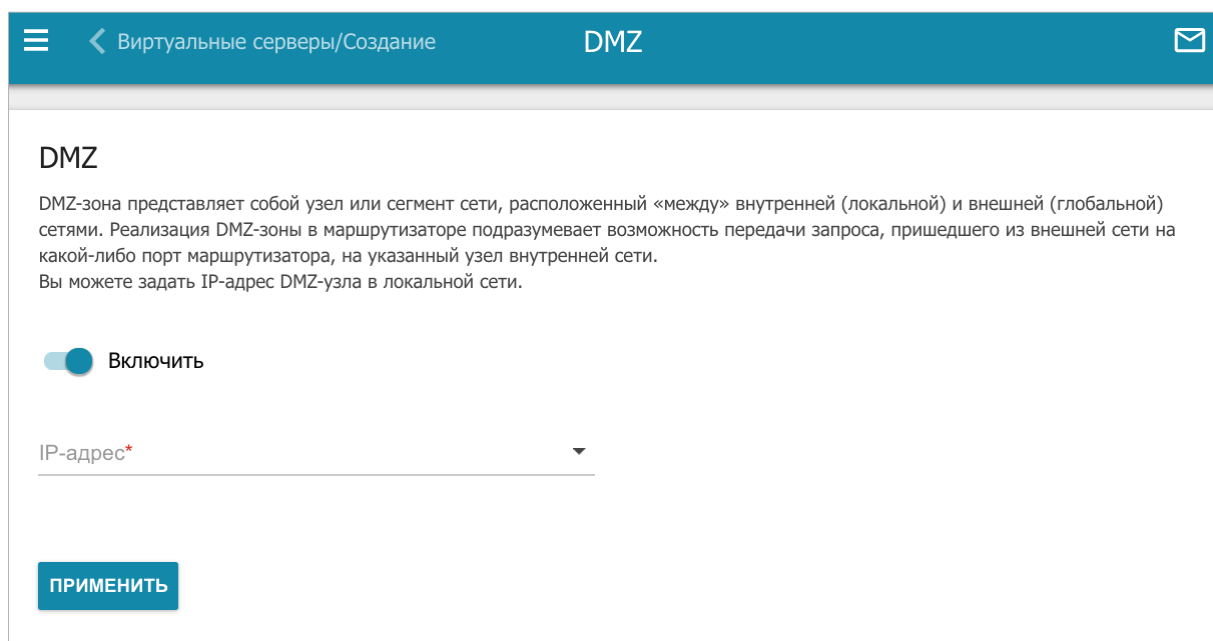 Виртуальные серверы/Создание
DMZ
DMZ
DMZ-зона представляет собой узел или сегмент сети, расположенный «между» внутренней (локальной) и внешней (глобальной)
сетями. Реализация DMZ-зоны в маршрутизаторе подразумевает возможность передачи запроса, пришедшего из внешней сети на
какой-либо порт маршрутизатора, на указанный узел внутренней сети.
Вы можете задать IP-адрес DMZ-узла в локальной сети.
Включить
IP-адрес*
ПРИМЕНИТЬ